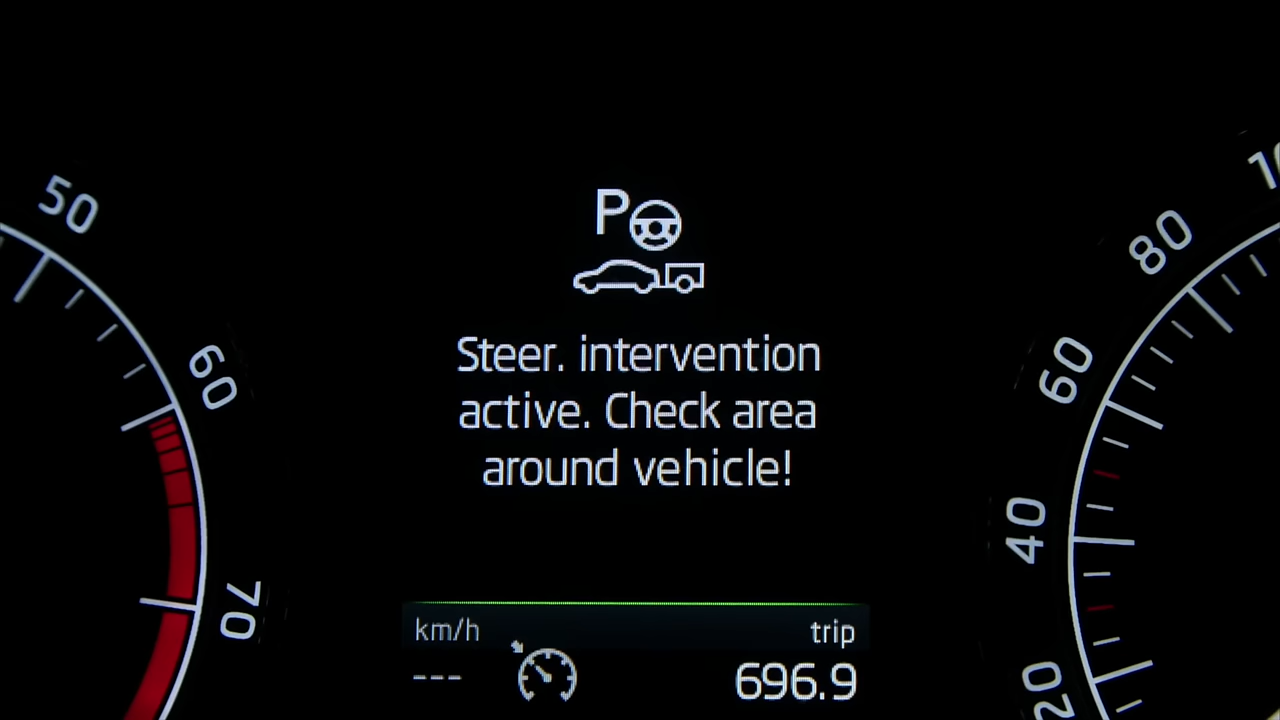 50
60
70
P
Steer. intervention
active. Check area
around vehicle!
km/h
trip
---
696.9
80
60
40
20